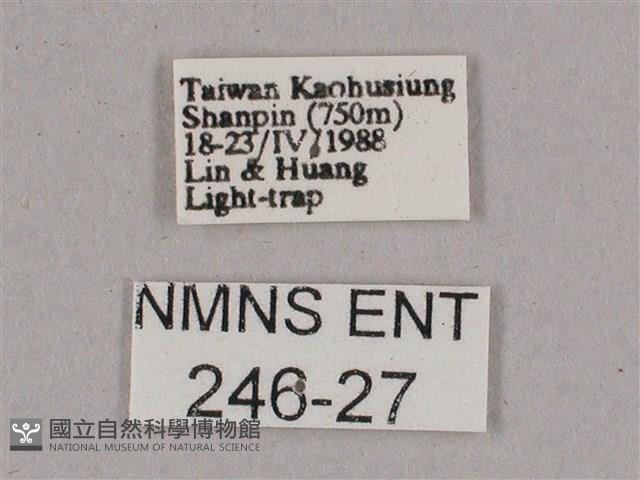 Taiwan Kaohusiung
Shanpin (750m)
18-23/IV/1988
Lin & Huang
Light-trap
NMNS ENT
246-27
國立自然科學博物館
NATIONAL MUSEUM OF NATURAL SCIENCE